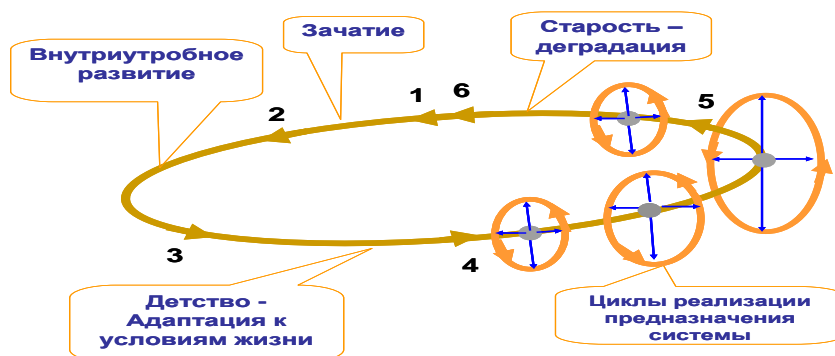 Зачатие
Старость –
деградация
Внутриутробное
развитие
1
6
5
2
3
4
Детство -
Адаптация к
условиям жизни
Циклы реализации
предназначения
системы